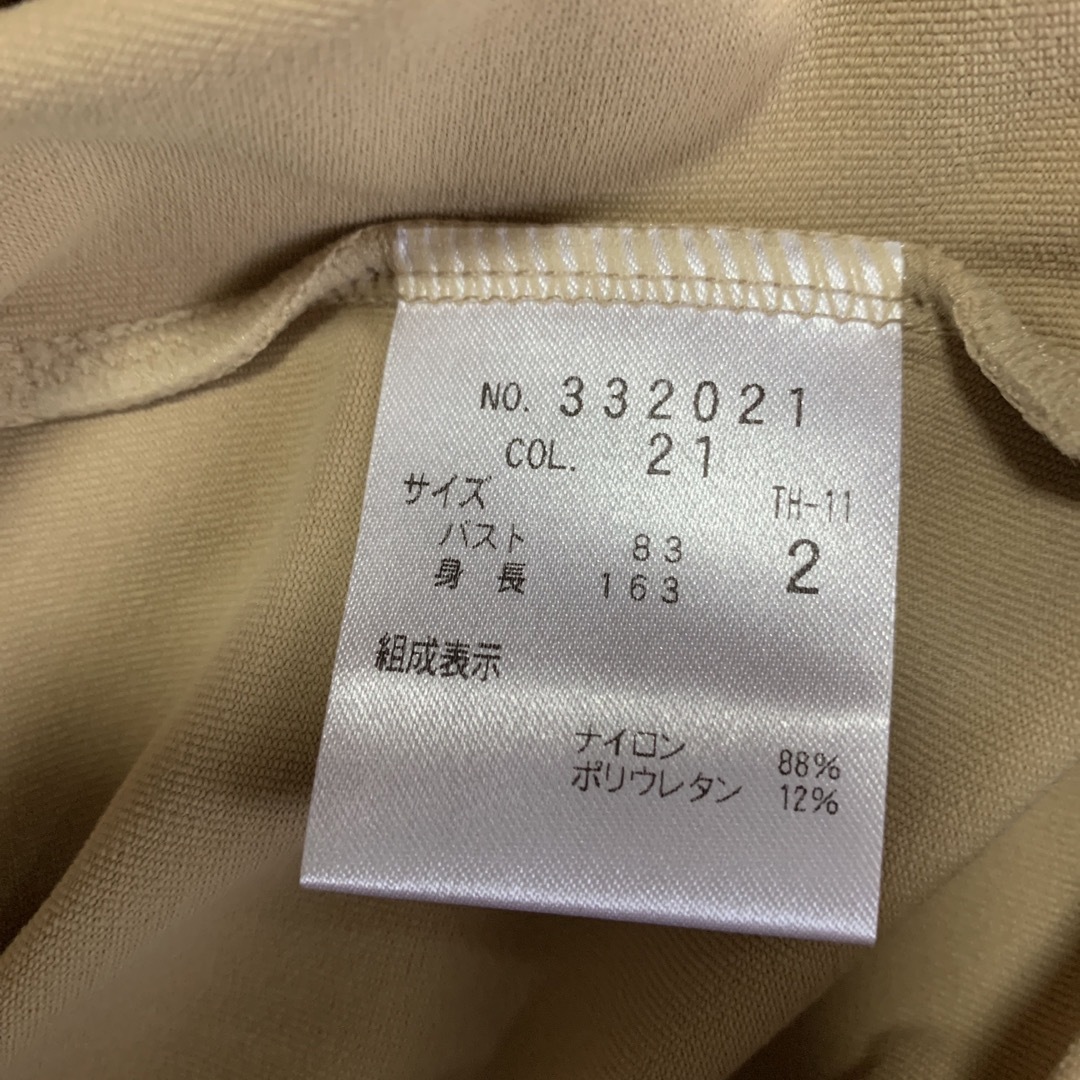 NO. 332021
COL. 21
サイズ TH-11
バスト 83 2
身長 163
組成表示
ナイロン 88%
ポリウレタン 12%